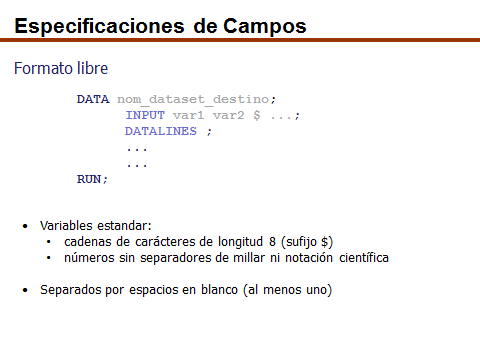 Especificaciones de Campos
Formato libre
DATA nom_dataset_destino;
INPUT var1 var2 $ ...;
DATALINES ;
...
...
RUN;
• Variables estandar:
• cadenas de carácteres de longitud 8 (sufijo $)
• números sin separadores de millar ni notación científica
• Separados por espacios en blanco (al menos uno)